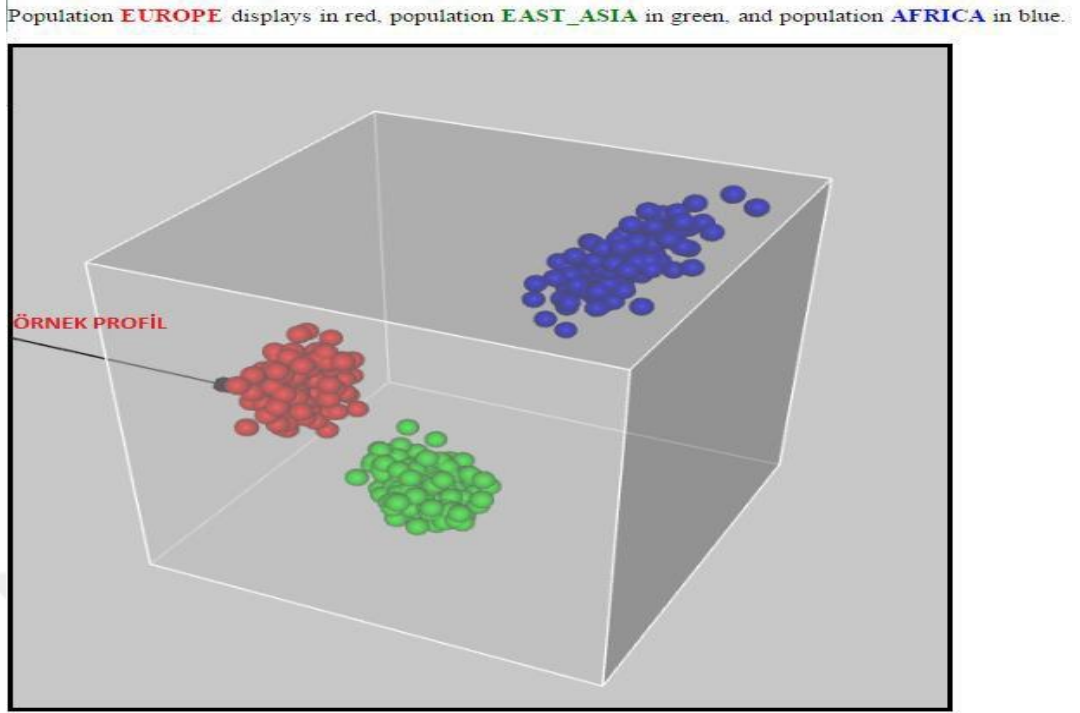 Population EUROPE displays in red, population EAST_ASIA in green, and population AFRICA in blue.
ÖRNEK PROFİL